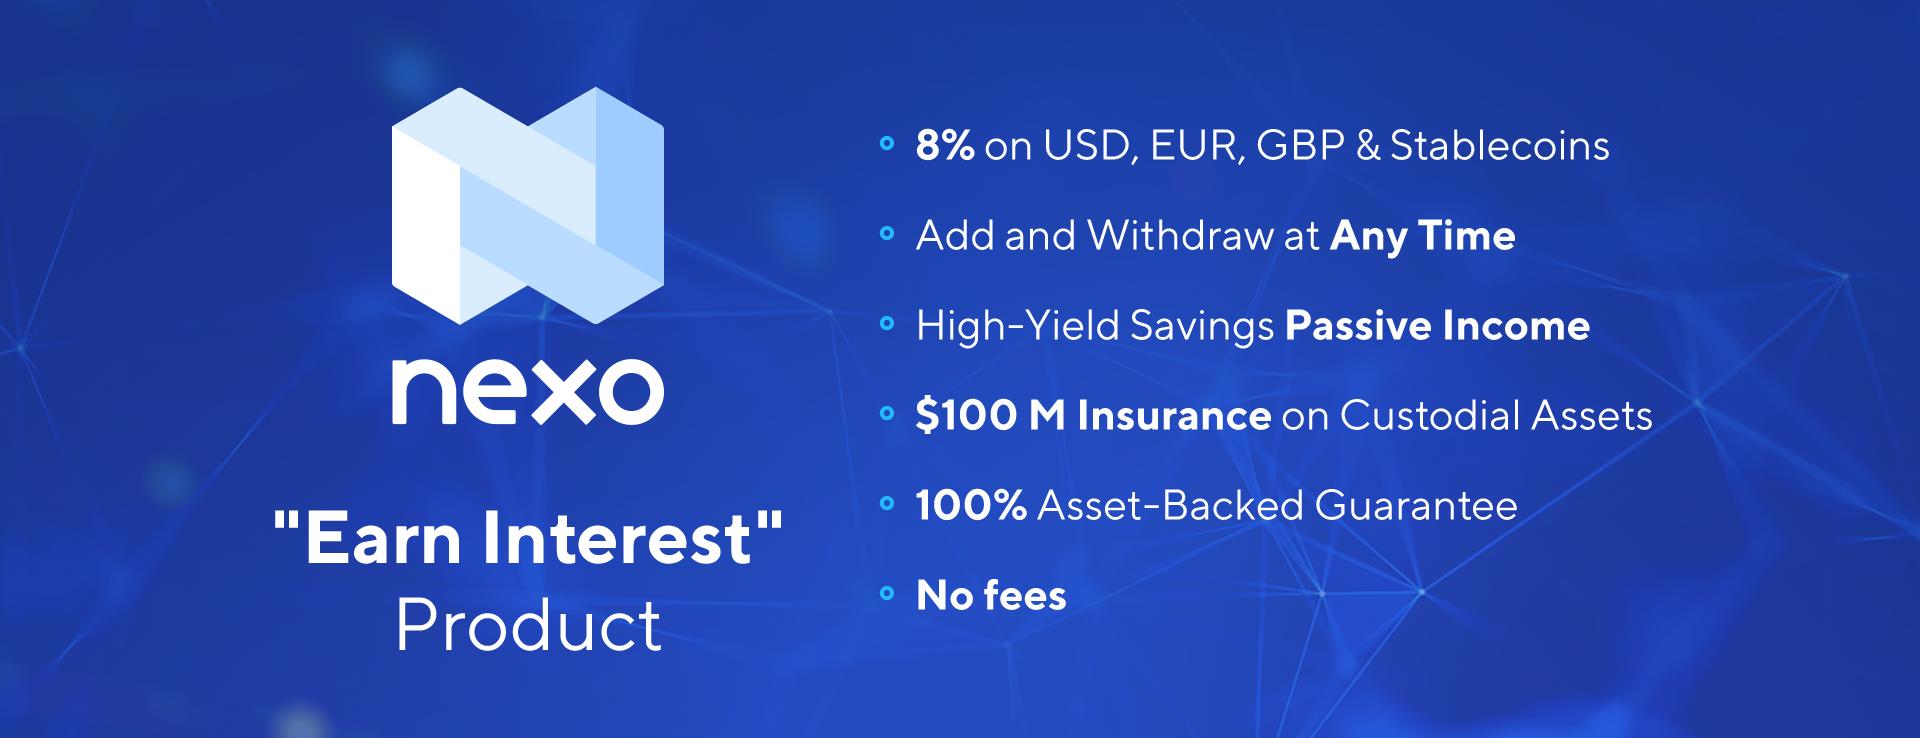 nexo
"Earn Interest"
Product
8% on USD, EUR, GBP & Stablecoins
Add and Withdraw at Any Time
High-Yield Savings Passive Income
$100 M Insurance on Custodial Assets
100% Asset-Backed Guarantee
No fees